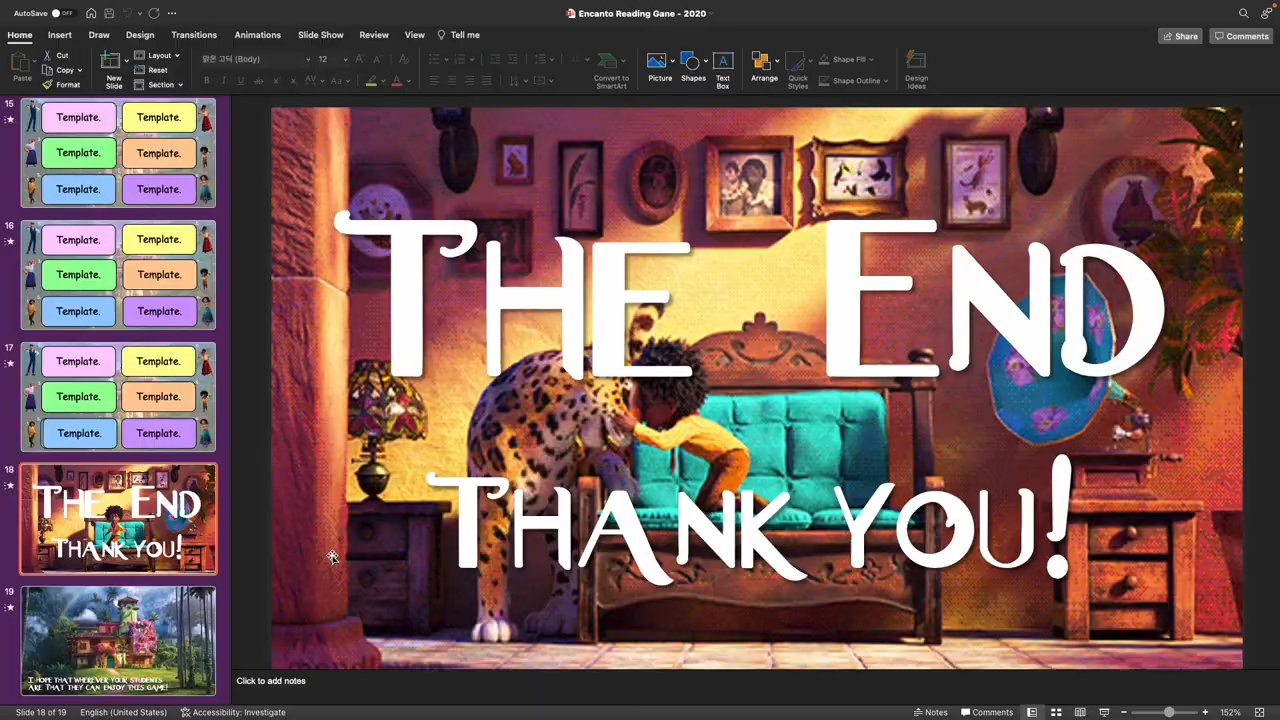 AutoSave OFF
Encanto Reading Gane - 2020
Home Insert Draw Design Transitions Animations Slide Show Review View Tell me
Share Comments
Paste
Cut
Copy
Format
New Slide
Layout
Reset
Section
맑은 고딕 (Body) 12
Convert to SmartArt
Picture
Shapes
Text Box
Arrange
Quick Styles
Shape Fill
Shape Outline
Design Ideas
15
Template. Template.
Template. Template.
Template. Template.
16
Template. Template.
Template. Template.
Template. Template.
17
Template. Template.
Template. Template.
Template. Template.
18
The End
Thank you!
19
I hope that wherever your students
are that they can enjoy this game!
The End
Thank you!
Click to add notes
Slide 18 of 19 English (United States) Accessibility: Investigate
Notes Comments 152%